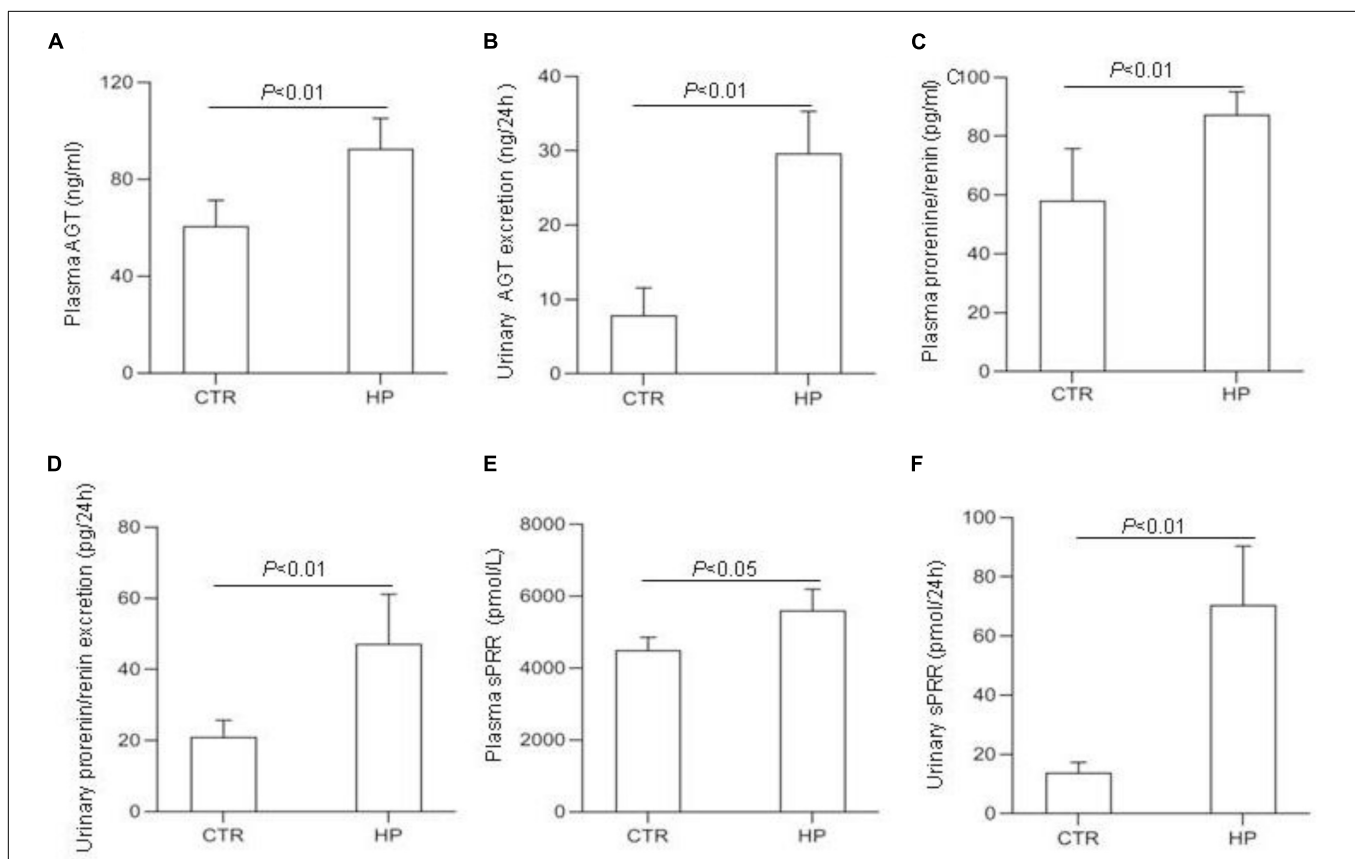 A
Plasma AGT (ng/ml)
120
80
40
0
P<0.01
CTR HP
B
Urinary AGT excretion (ng/24h)
40
30
20
10
0
P<0.01
CTR HP
C
Plasma prorenine/renin (pg/ml)
C100
80
60
40
20
0
P<0.01
CTR HP
D
Urinary prorenin/renin excretion (pg/24h)
80
60
40
20
0
P<0.01
CTR HP
E
Plasma sPRR (pmol/L)
8000
6000
4000
2000
0
P<0.05
CTR HP
F
Urinary sPRR (pmol/24h)
100
80
60
40
20
0
P<0.01
CTR HP